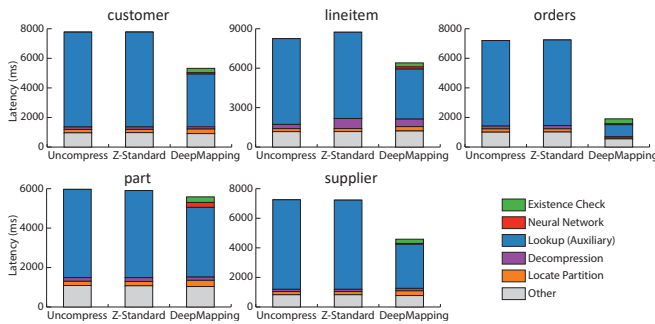 customer
lineitem
orders
8000
6000
4000
2000
0
Latency (ms)
9000
6000
3000
0
8000
6000
4000
2000
0
Uncompress Z-Standard DeepMapping
Uncompress Z-Standard DeepMapping
Uncompress Z-Standard DeepMapping
part
supplier
6000
4000
2000
0
Latency (ms)
8000
6000
4000
2000
0
Uncompress Z-Standard DeepMapping
Uncompress Z-Standard DeepMapping
Existence Check
Neural Network
Lookup (Auxiliary)
Decompression
Locate Partition
Other